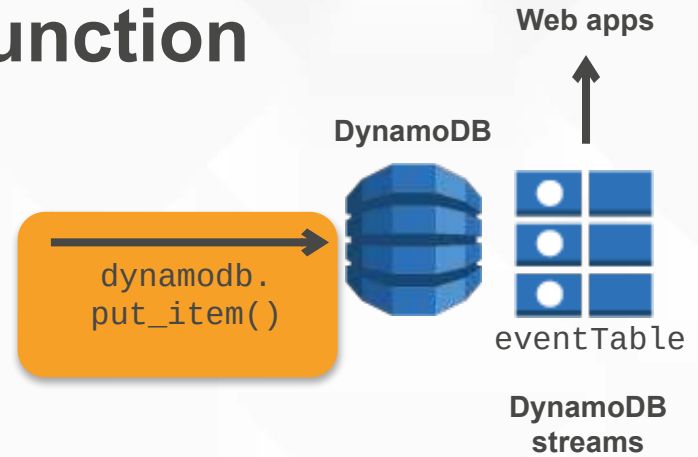 unction
Web apps
DynamoDB
dynamodb.
put_item()
eventTable
DynamoDB
streams